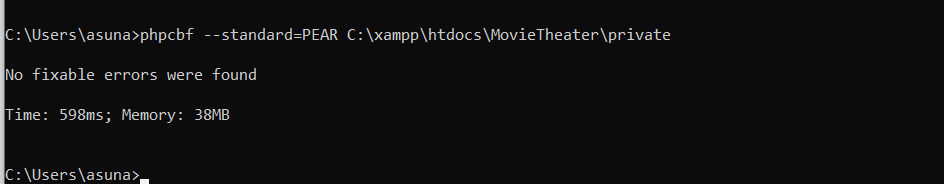 C:\Users\asuna>phpcbf --standard=PEAR C:\xampp\htdocs\MovieTheater\private
No fixable errors were found
Time: 598ms; Memory: 38MB
C:\Users\asuna>